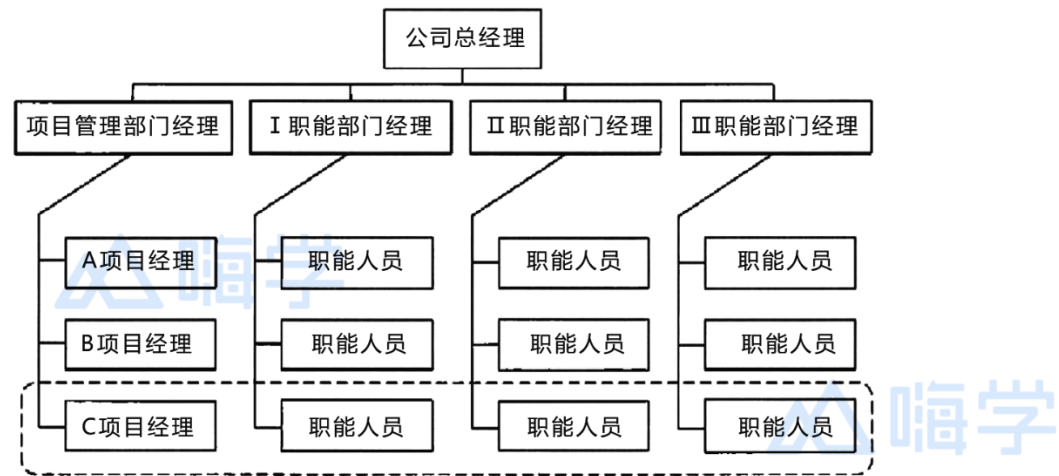 公司总经理
项目管理部门经理 Ⅰ职能部门经理 Ⅱ职能部门经理 Ⅲ职能部门经理
A项目经理 职能人员 职能人员 职能人员
B项目经理 职能人员 职能人员 职能人员
C项目经理 职能人员 职能人员 职能人员
嗨学
嗨学